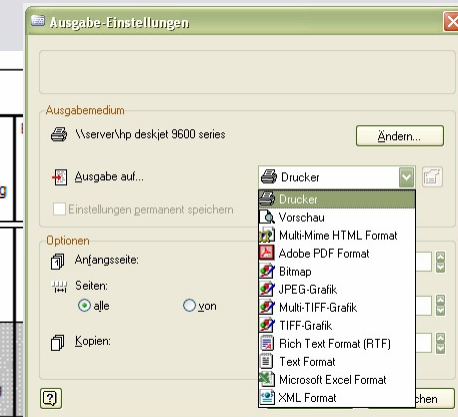 Ausgabe-Einstellungen
Ausgabemedium
\\server\hp deskjet 9600 series
Ändern...
Ausgabe auf...
Drucker
Einstellungen permanent speichern
Drucker
Vorschau
Multi-Mime HTML Format
Adobe PDF Format
Bitmap
JPEG-Grafik
Multi-TIFF-Grafik
TIFF-Grafik
Rich Text Format (RTF)
Text Format
Microsoft Excel Format
XML Format
Optionen
Anfangsseite:
Seiten:
alle
von
Kopien:
?